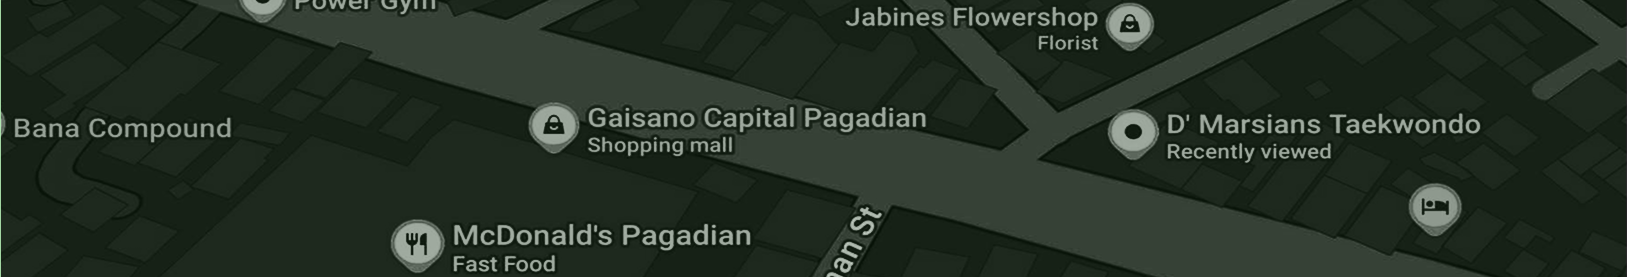 Power Gym
Jabines Flowershop
Florist
Gaisano Capital Pagadian
Shopping mall
D' Marsians Taekwondo
Recently viewed
Bana Compound
McDonald's Pagadian
Fast Food
St